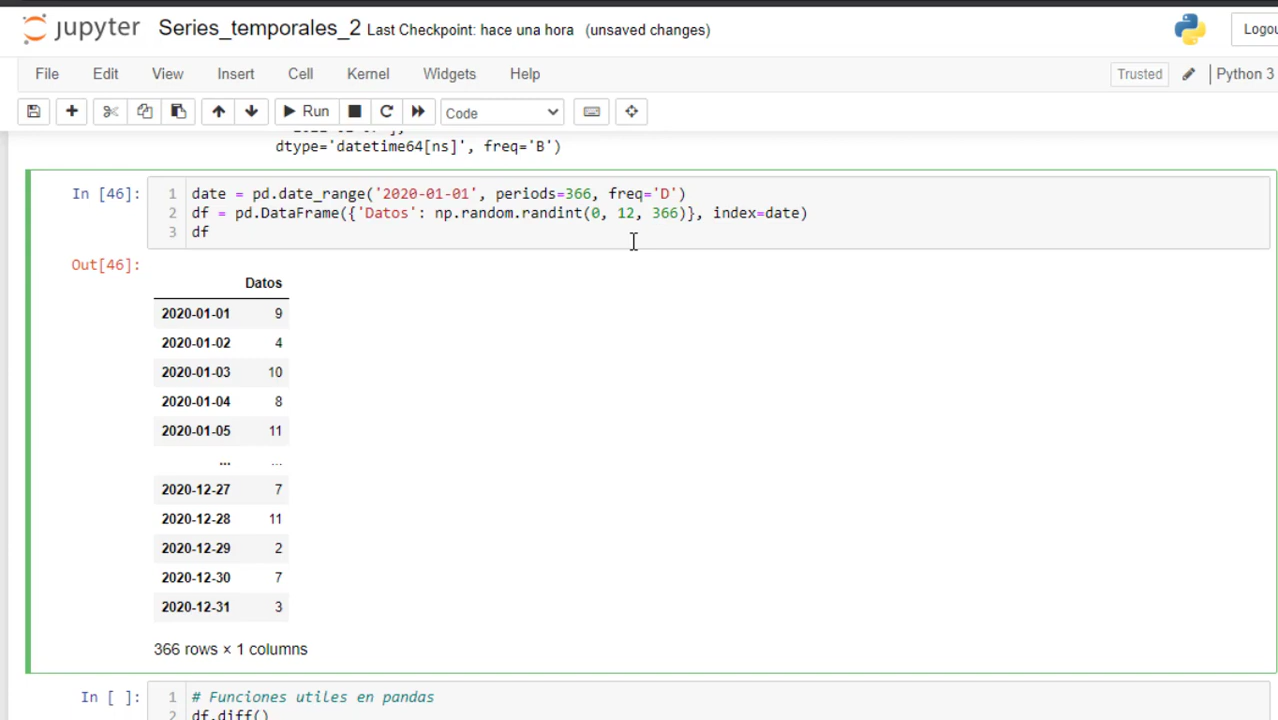 jupyter Series_temporales_2 Last Checkpoint: hace una hora (unsaved changes)
File Edit View Insert Cell Kernel Widgets Help Trusted Python 3
Run Code
dtype='datetime64[ns]', freq='B')
In [46]: 1 date = pd.date_range('2020-01-01', periods=366, freq='D')
2 df = pd.DataFrame({'Datos': np.random.randint(0, 12, 366)}, index=date)
3 df
Out[46]:
Datos
2020-01-01 9
2020-01-02 4
2020-01-03 10
2020-01-04 8
2020-01-05 11
... ...
2020-12-27 7
2020-12-28 11
2020-12-29 2
2020-12-30 7
2020-12-31 3
366 rows × 1 columns
In [ ]: 1 # Funciones utiles en pandas
2 df.diff()